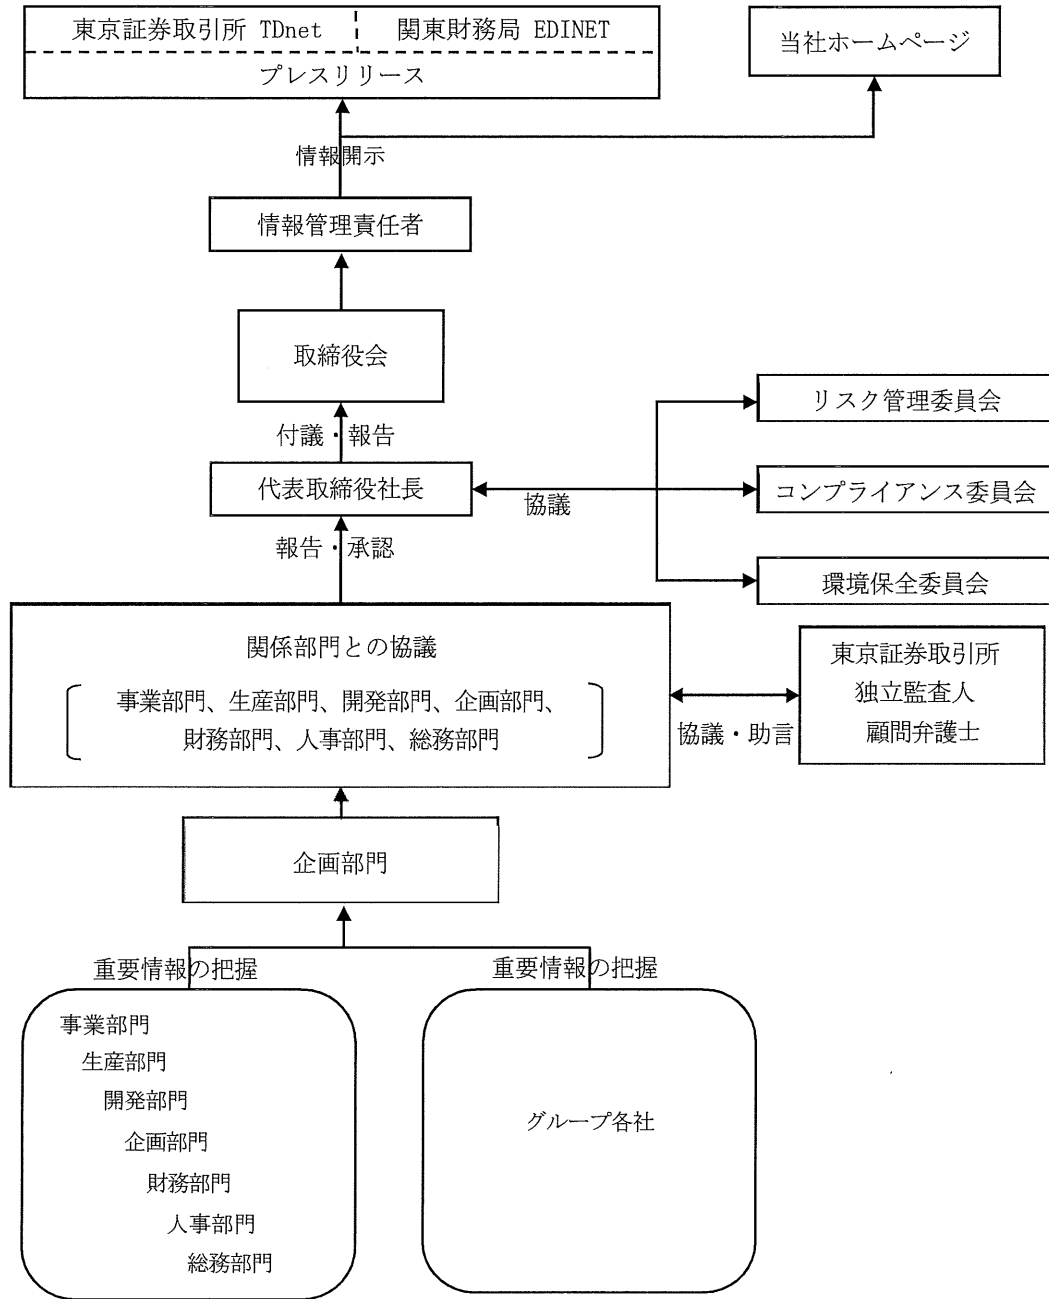 東京証券取引所 TDnet
関東財務局 EDINET
プレスリリース
当社ホームページ
情報開示
情報管理責任者
取締役会
付議・報告
代表取締役社長
協議
リスク管理委員会
コンプライアンス委員会
環境保全委員会
報告・承認
関係部門との協議
事業部門、生産部門、開発部門、企画部門、
財務部門、人事部門、総務部門
協議・助言
東京証券取引所
独立監査人
顧問弁護士
企画部門
重要情報の把握
重要情報の把握
事業部門
生産部門
開発部門
企画部門
財務部門
人事部門
総務部門
グループ各社